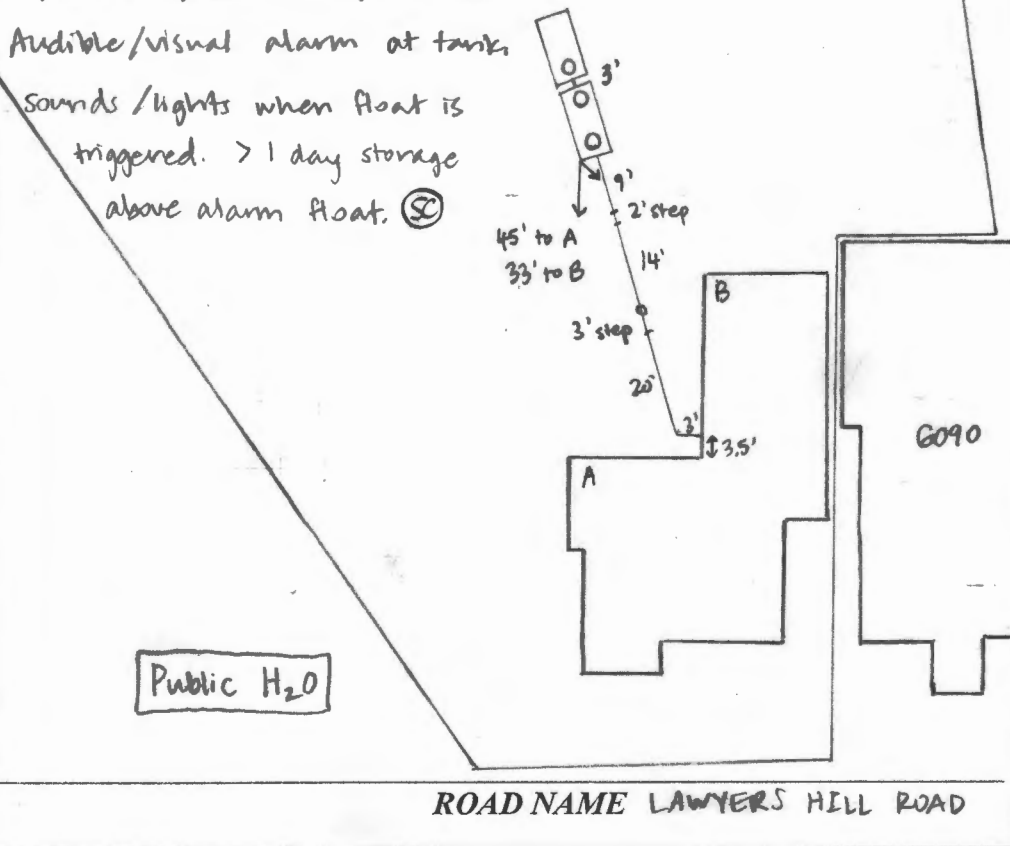 Audible/visual alarm at tank
sounds/lights when float is
triggered. > 1 day storage
above alarm float. SC
3'
9'
2' step
45' to A
33' to B
14'
B
3' step
20'
3'
3.5'
A
6090
Public H₂O
ROAD NAME LAWYERS HILL ROAD